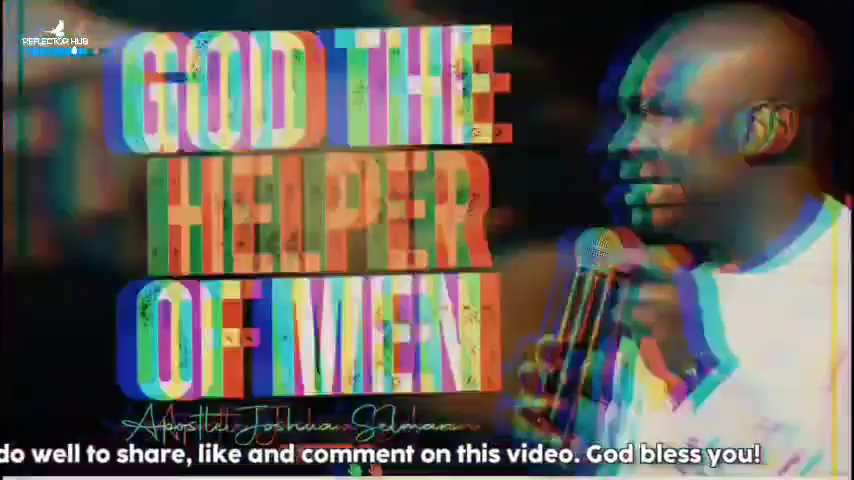 REFLECTOR HUB
GOD THE
HELPER
OF MEN
Apostle Joshua Selman
do well to share, like and comment on this video. God bless you!